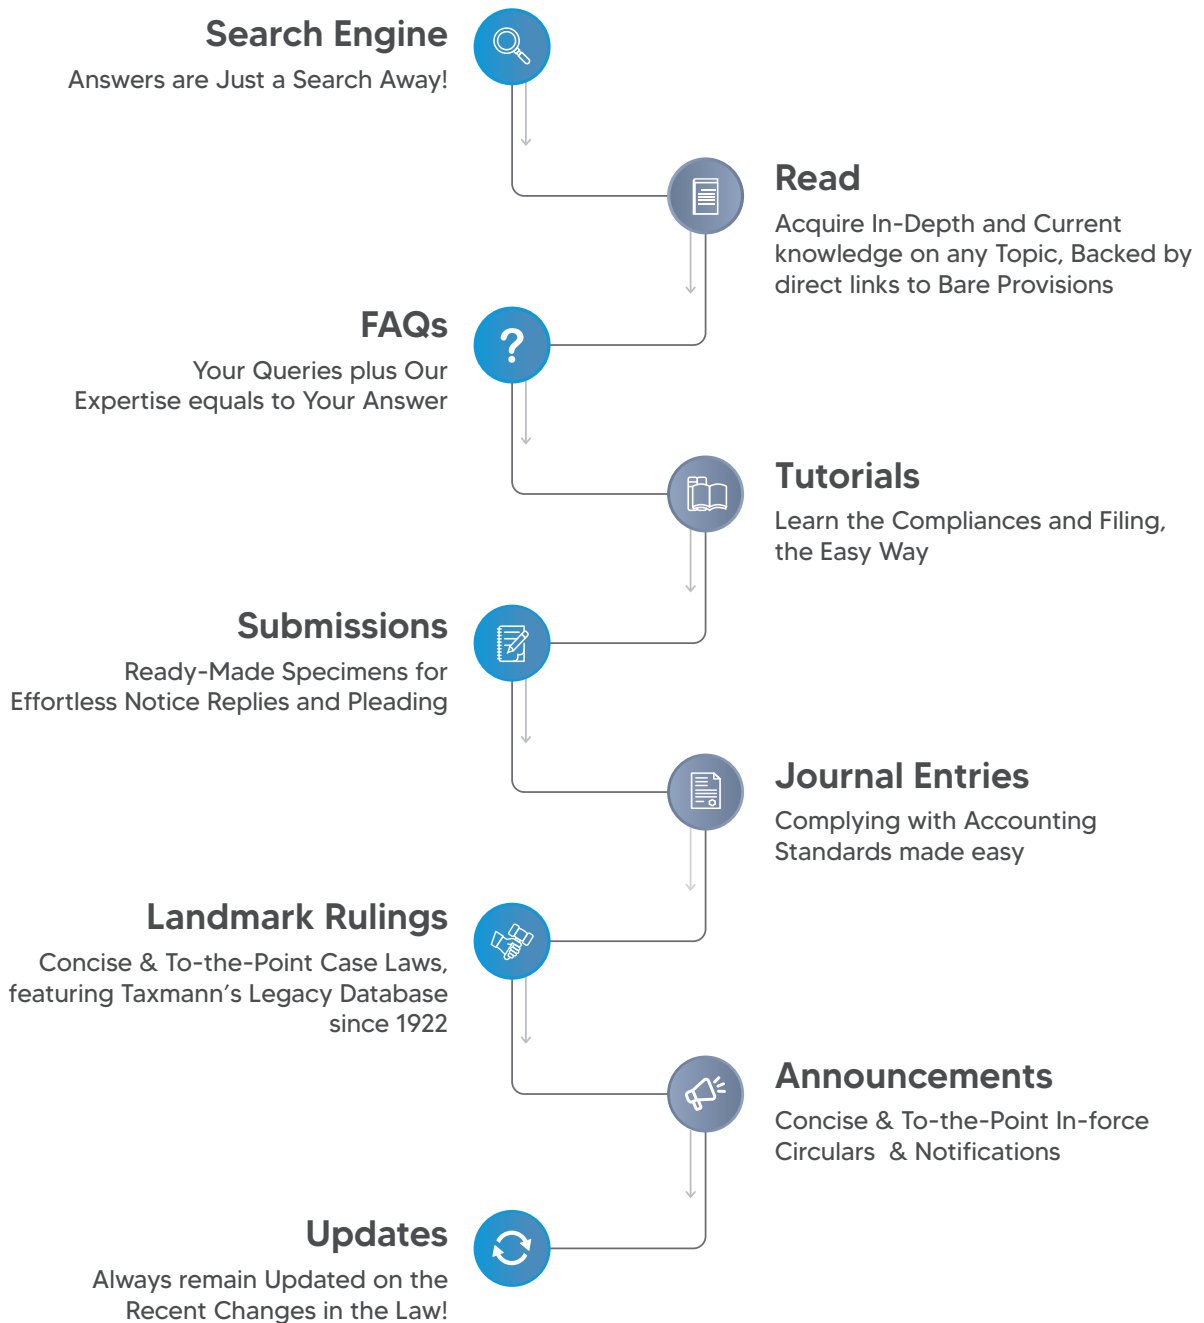 Search Engine
Answers are Just a Search Away!
Read
Acquire In-Depth and Current
knowledge on any Topic, Backed by
direct links to Bare Provisions
FAQs
Your Queries plus Our
Expertise equals to Your Answer
?
Tutorials
Learn the Compliances and Filing,
the Easy Way
Submissions
Ready-Made Specimens for
Effortless Notice Replies and Pleading
Journal Entries
Complying with Accounting
Standards made easy
Landmark Rulings
Concise & To-the-Point Case Laws,
featuring Taxmann’s Legacy Database
since 1922
Announcements
Concise & To-the-Point In-force
Circulars  & Notifications
Updates
Always remain Updated on the
Recent Changes in the Law!